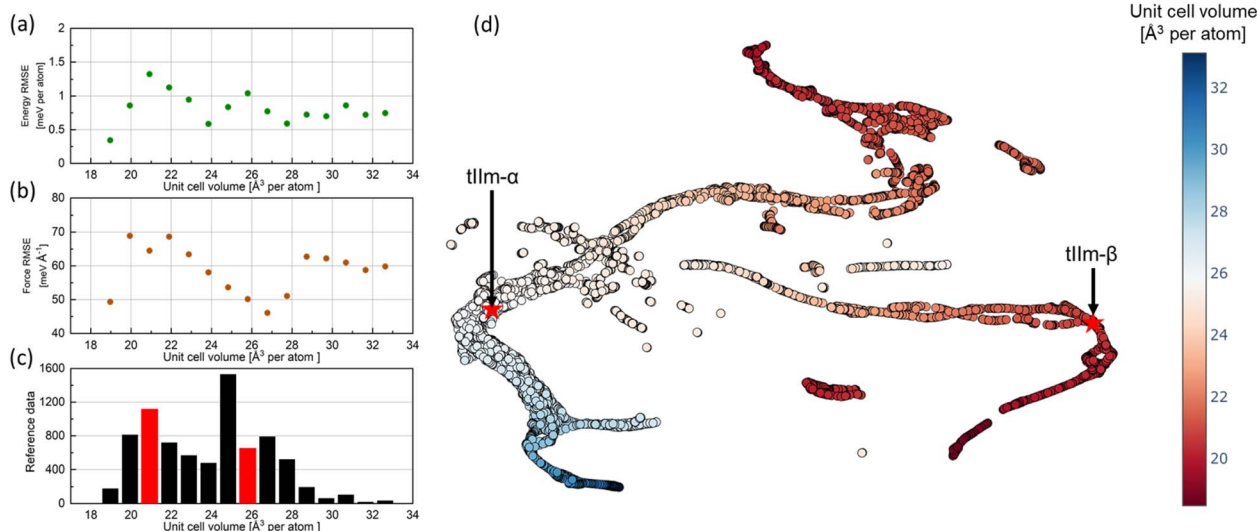 (a)
2
1.5
1
0.5
0
Energy RMSE
[meV per atom]
18 20 22 24 26 28 30 32 34
Unit cell volume [Å³ per atom ]
(b)
80
70
60
50
40
Force RMSE
[meV Å⁻¹]
18 20 22 24 26 28 30 32 34
Unit cell volume [Å³ per atom ]
(c)
1600
1200
800
400
0
Reference data
18 20 22 24 26 28 30 32 34
Unit cell volume [Å³ per atom ]
(d)
tIIm-α
tIIm-β
Unit cell volume
[Å³ per atom]
32
30
28
26
24
22
20